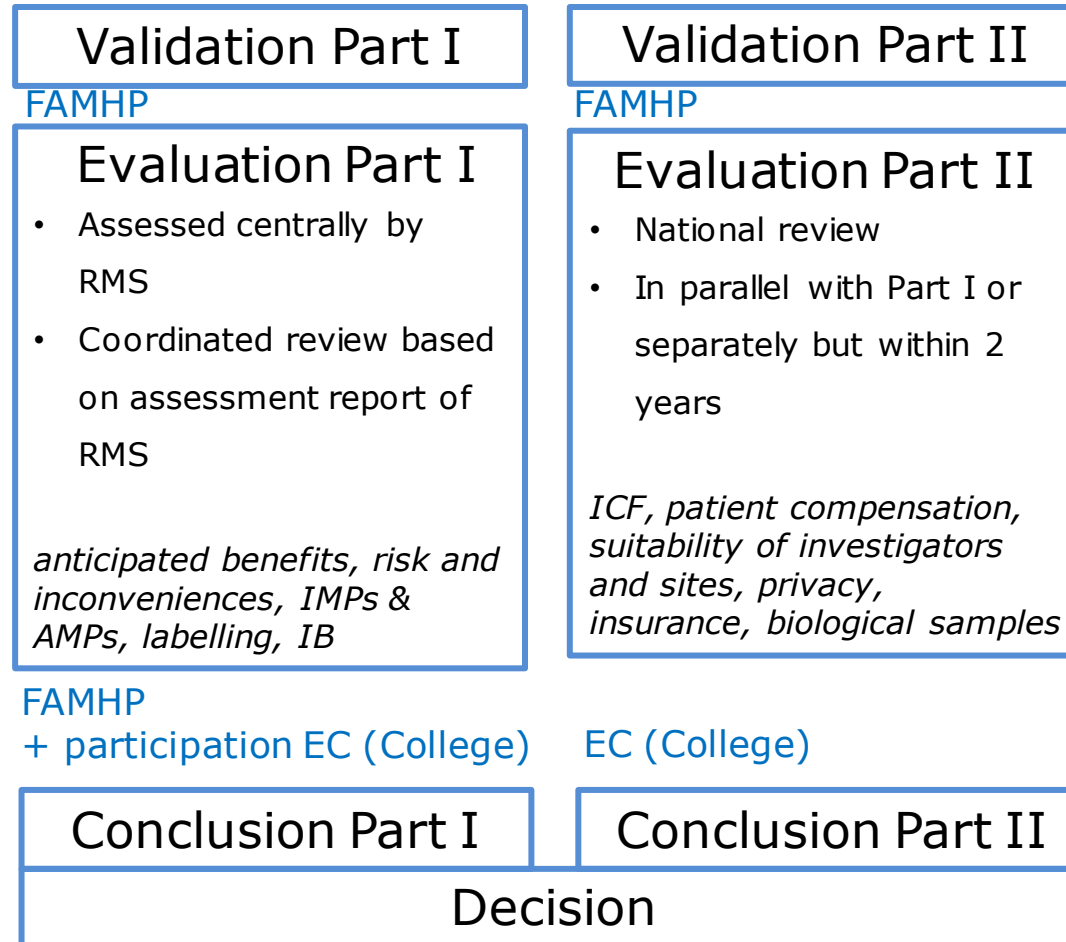 Validation Part I
FAMHP
Evaluation Part I
• Assessed centrally by
RMS
• Coordinated review based
on assessment report of
RMS
anticipated benefits, risk and
inconveniences, IMPs &
AMPs, labelling, IB
FAMHP
+ participation EC (College)
Conclusion Part I
Validation Part II
FAMHP
Evaluation Part II
• National review
• In parallel with Part I or
separately but within 2
years
ICF, patient compensation,
suitability of investigators
and sites, privacy,
insurance, biological samples
EC (College)
Conclusion Part II
Decision